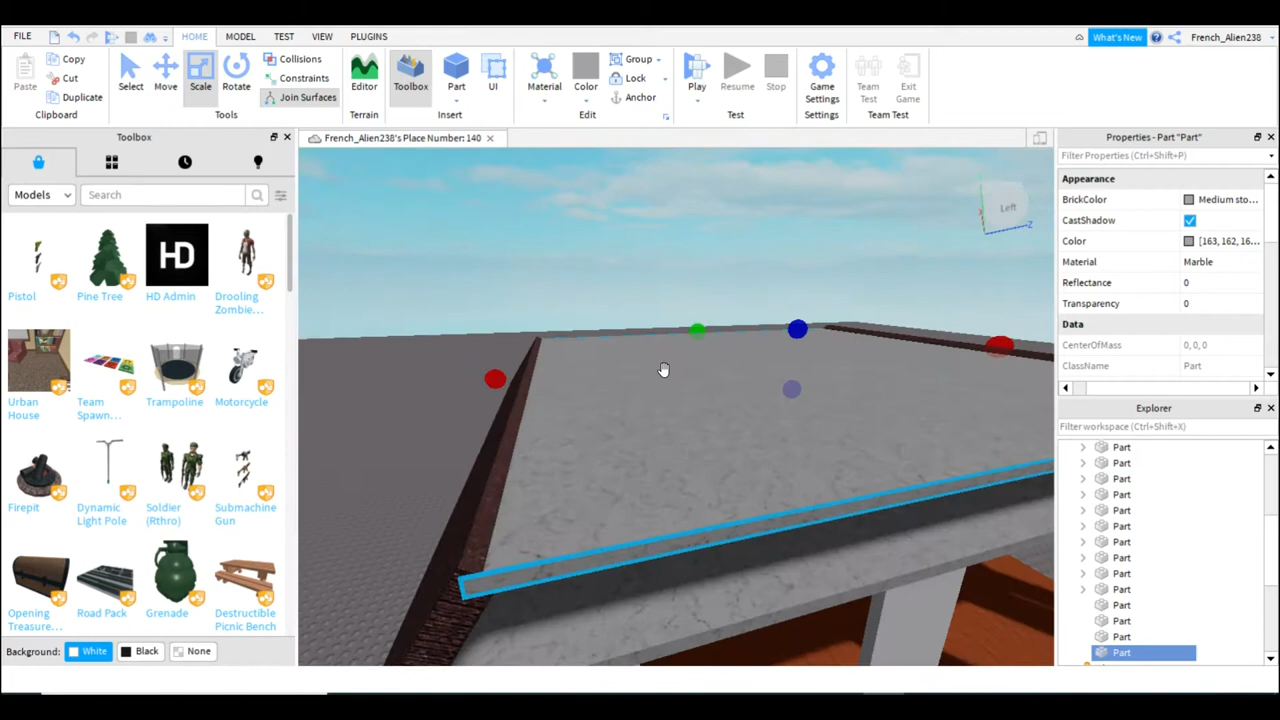 FILE HOME MODEL TEST VIEW PLUGINS What's New French_Alien238
Paste Copy Cut Duplicate Select Move Scale Rotate Collisions Constraints Join Surfaces Editor Toolbox Part UI Material Color Group Lock Anchor Play Resume Stop Game Settings Team Test Exit Game
Clipboard Tools Terrain Insert Edit Test Settings Team Test
Toolbox
French_Alien238's Place Number: 140
Properties - Part "Part"
Filter Properties (Ctrl+Shift+P)
Models Search
Pistol Pine Tree HD Admin Drooling Zombie...
HD
Urban House Team Spawn... Trampoline Motorcycle
Firepit Dynamic Light Pole Soldier (Rthro) Submachine Gun
Opening Treasure... Road Pack Grenade Destructible Picnic Bench
Background: White Black None
Left
Z
Appearance
BrickColor Medium sto...
CastShadow
Color [163, 162, 16...
Material Marble
Reflectance 0
Transparency 0
Data
CenterOfMass 0, 0, 0
ClassName Part
Explorer
Filter workspace (Ctrl+Shift+X)
Part
Part
Part
Part
Part
Part
Part
Part
Part
Part
Part
Part
Part
Part